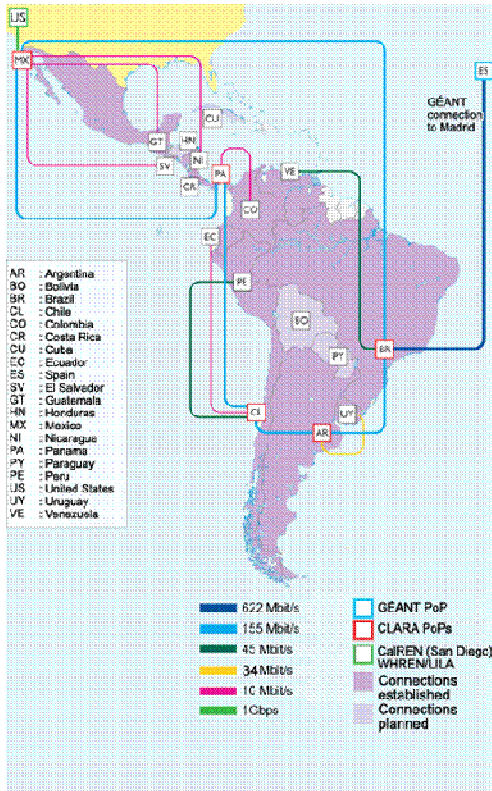 US
MX
ES
GÉANT
connection
to Madrid
CU
GT
HN
NI
SV
CR
PA
VE
CO
EC
PE
BO
PY
BR
CL
UY
AR
AR : Argentina
BO : Bolivia
BR : Brazil
CL : Chile
CO : Colombia
CR : Costa Rica
CU : Cuba
EC : Ecuador
ES : Spain
SV : El Salvador
GT : Guatemala
HN : Honduras
MX : Mexico
NI : Nicaragua
PA : Panama
PY : Paraguay
PE : Peru
US : United States
UY : Uruguay
VE : Venezuela
622 Mbit/s
155 Mbit/s
45 Mbit/s
34 Mbit/s
10 Mbit/s
1Gbps
GÉANT PoP
CLARA PoPs
CalREN (San Diego)
WHREN/LILA
Connections
established
Connections
planned